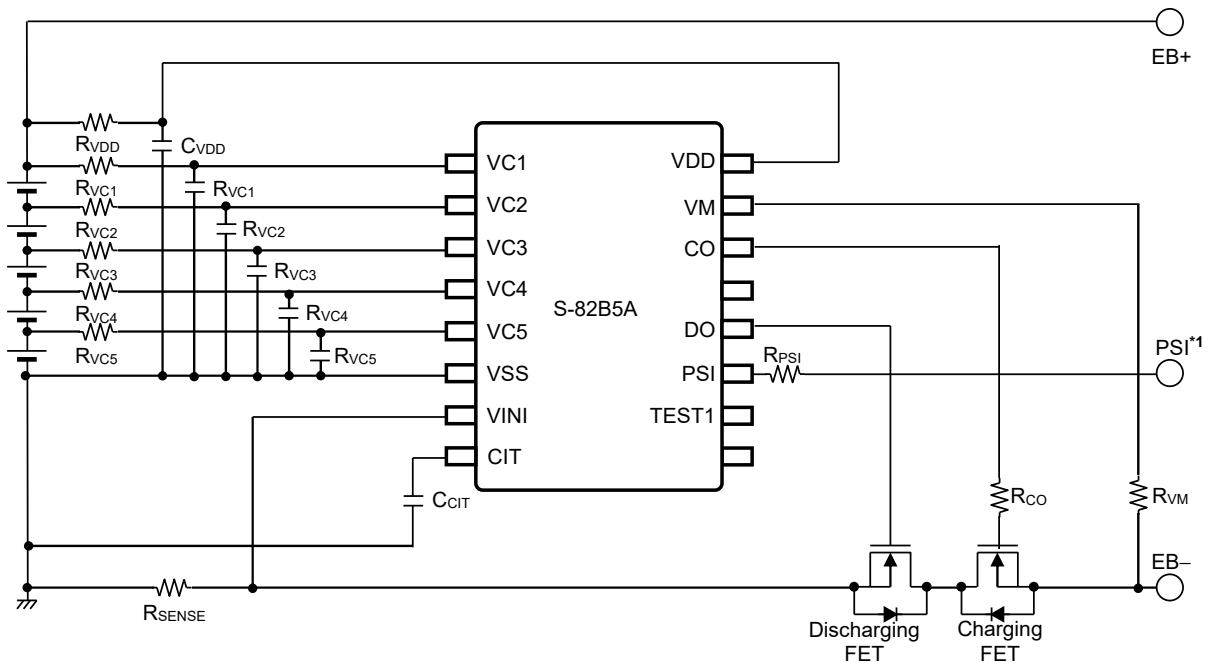 EB+
RVDD
CVDD
RVC1
RVC1
RVC2
RVC2
RVC3
RVC3
RVC4
RVC4
RVC5
RVC5
VC1
VC2
VC3
VC4
VC5
VSS
VINI
CIT
S-82B5A
VDD
VM
CO
DO
PSI
TEST1
RPSI
PSI*1
CCIT
RCO
RVM
EB–
RSENSE
Discharging
FET
Charging
FET